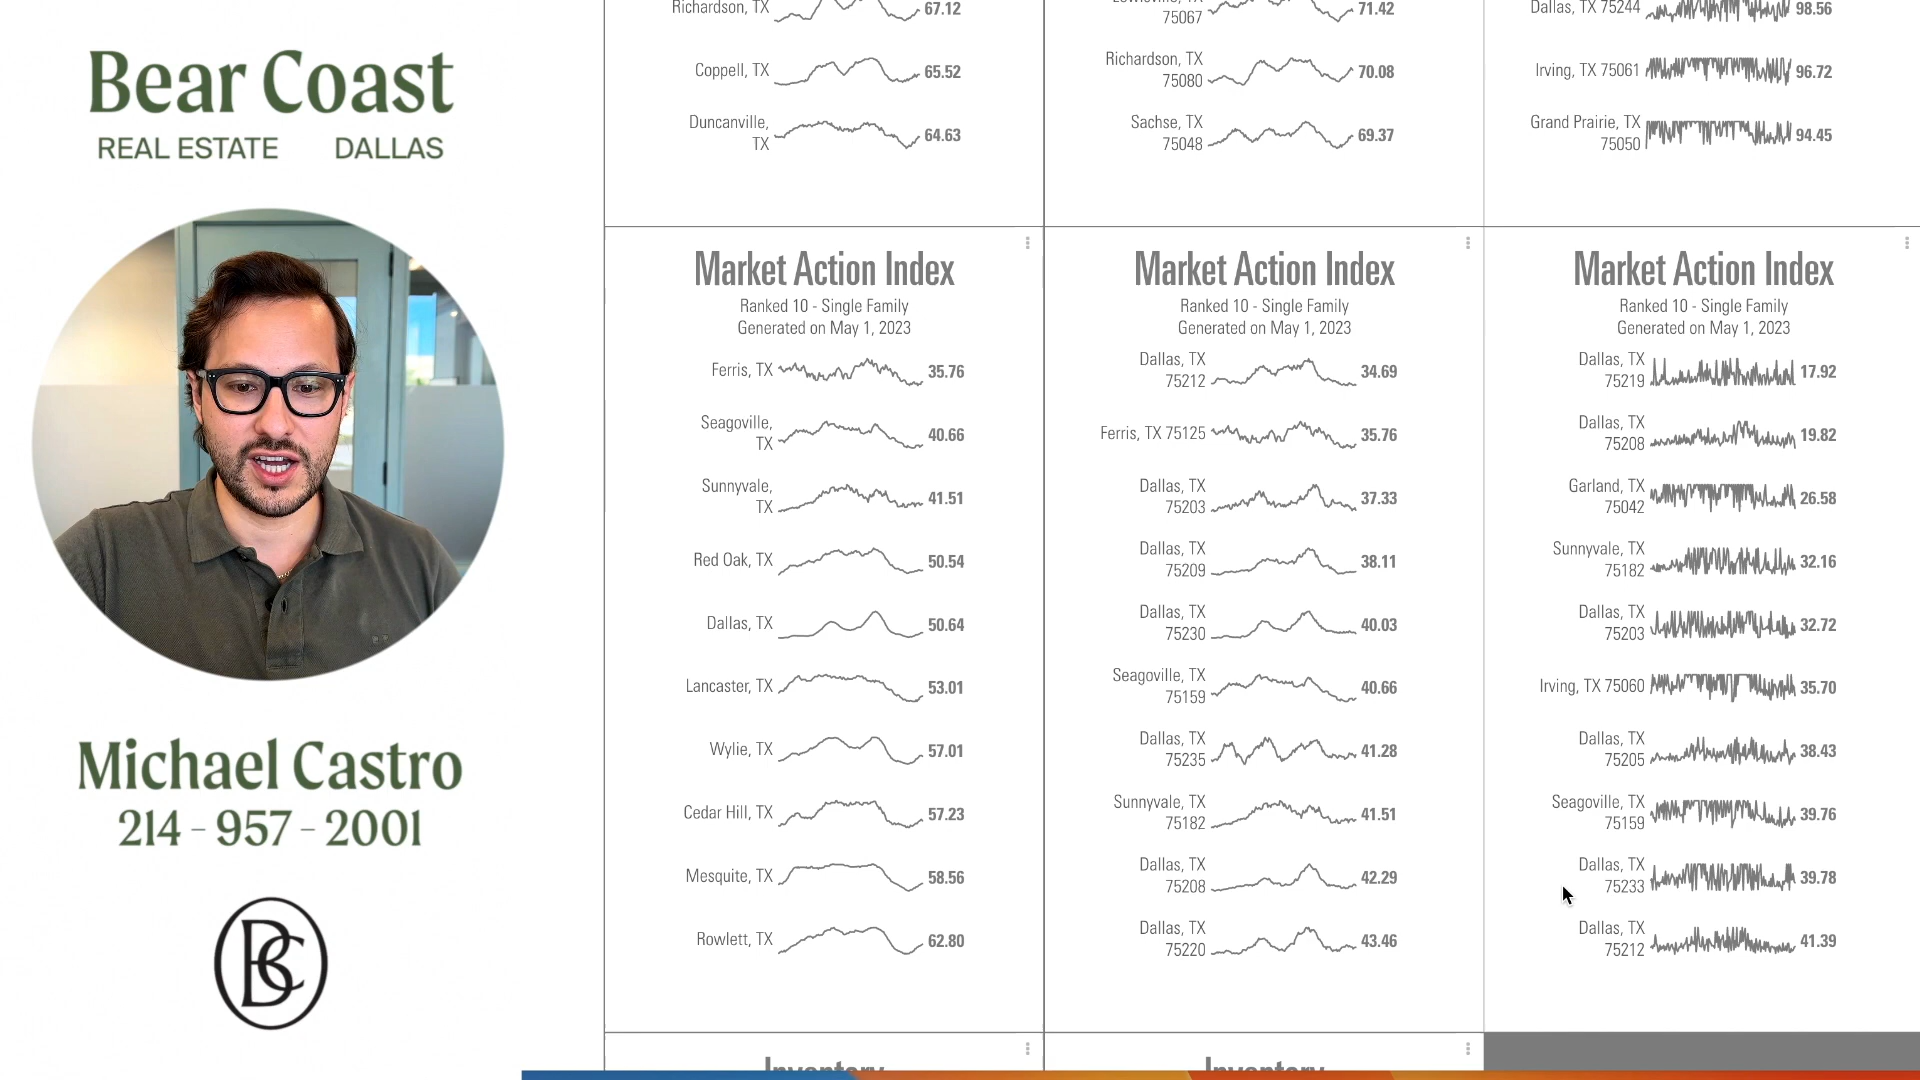 Bear Coast
REAL ESTATE DALLAS
Michael Castro
214 - 957 - 2001
BC
Richardson, TX 67.12
Coppell, TX 65.52
Duncanville,
TX 64.63
75067 71.42
Richardson, TX
75080 70.08
Sachse, TX
75048 69.37
Dallas, TX 75244 98.56
Irving, TX 75061 96.72
Grand Prairie, TX
75050 94.45
Market Action Index
Ranked 10 - Single Family
Generated on May 1, 2023
Ferris, TX 35.76
Seagoville,
TX 40.66
Sunnyvale,
TX 41.51
Red Oak, TX 50.54
Dallas, TX 50.64
Lancaster, TX 53.01
Wylie, TX 57.01
Cedar Hill, TX 57.23
Mesquite, TX 58.56
Rowlett, TX 62.80
Market Action Index
Ranked 10 - Single Family
Generated on May 1, 2023
Dallas, TX
75212 34.69
Ferris, TX 75125 35.76
Dallas, TX
75203 37.33
Dallas, TX
75209 38.11
Dallas, TX
75230 40.03
Seagoville, TX
75159 40.66
Dallas, TX
75235 41.28
Sunnyvale, TX
75182 41.51
Dallas, TX
75208 42.29
Dallas, TX
75220 43.46
Market Action Index
Ranked 10 - Single Family
Generated on May 1, 2023
Dallas, TX
75219 17.92
Dallas, TX
75208 19.82
Garland, TX
75042 26.58
Sunnyvale, TX
75182 32.16
Dallas, TX
75203 32.72
Irving, TX 75060 35.70
Dallas, TX
75205 38.43
Seagoville, TX
75159 39.76
Dallas, TX
75233 39.78
Dallas, TX
75212 41.39
Inventory
Inventory